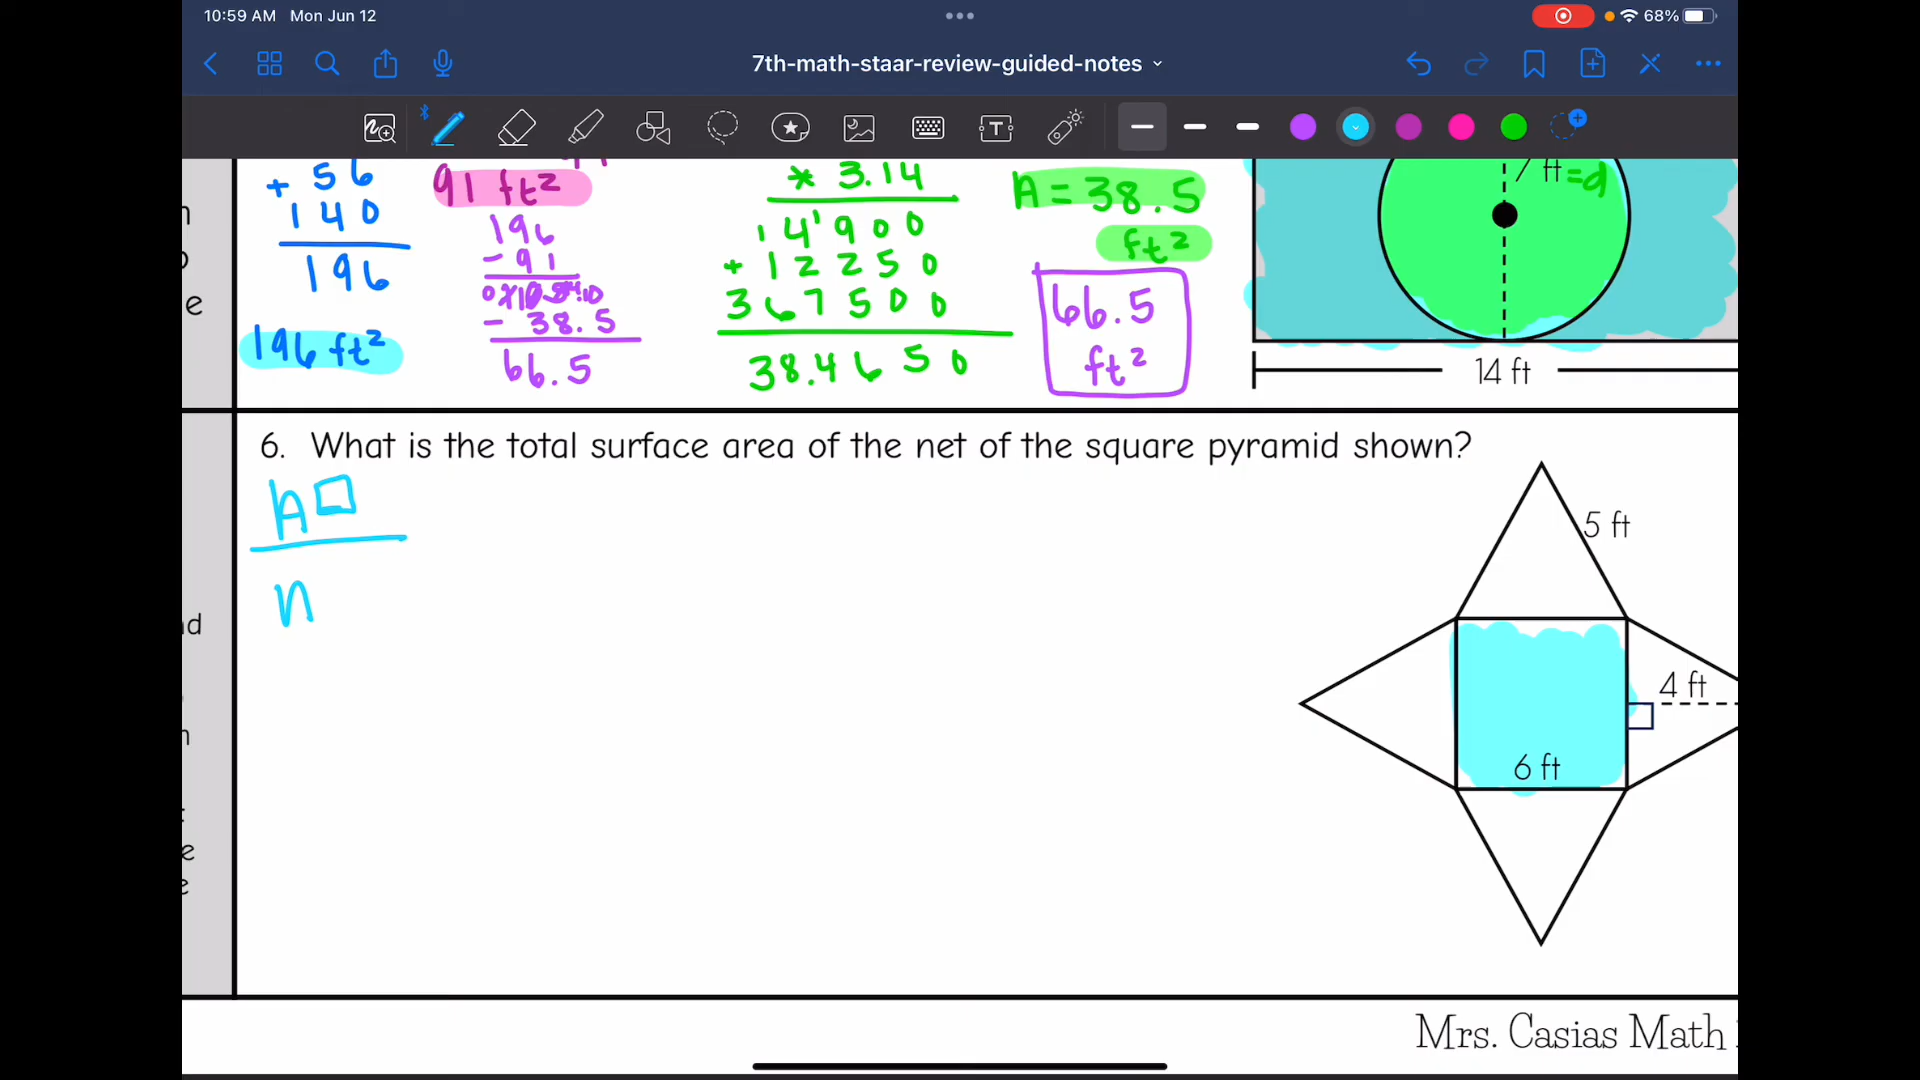 10:59 AM Mon Jun 12
68%
7th-math-staar-review-guided-notes
T
n
e
+ 56
140
196
196 ft²
91 ft²
196
- 91
- 38.5
66.5
* 3.14
14900
+ 12250
367500
38.4650
A = 38.5
ft²
66.5
ft²
7 ft =d
14 ft
6. What is the total surface area of the net of the square pyramid shown?
A
n
5 ft
4 ft
6 ft
nd
n
e
e
Mrs. Casias Math